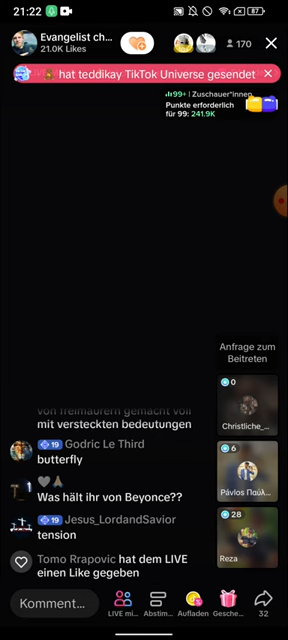 21:22
87
Evangelist ch...
21.0K Likes
170
hat teddikay TikTok Universe gesendet
99+ | Zuschauer*innen
Punkte erforderlich
für 99: 241.9K
Anfrage zum
Beitreten
0
Christliche_...
von freimaurern gemacht voll
mit versteckten bedeutungen
19 Godric Le Third
butterfly
6
Pávlos Παύλ...
Was hält ihr von Beyonce??
19 Jesus_LordandSavior
tension
28
Reza
Tomo Rrapovic hat dem LIVE
einen Like gegeben
Komment...
LIVE mi...
Abstim...
Aufladen
Gesche...
32